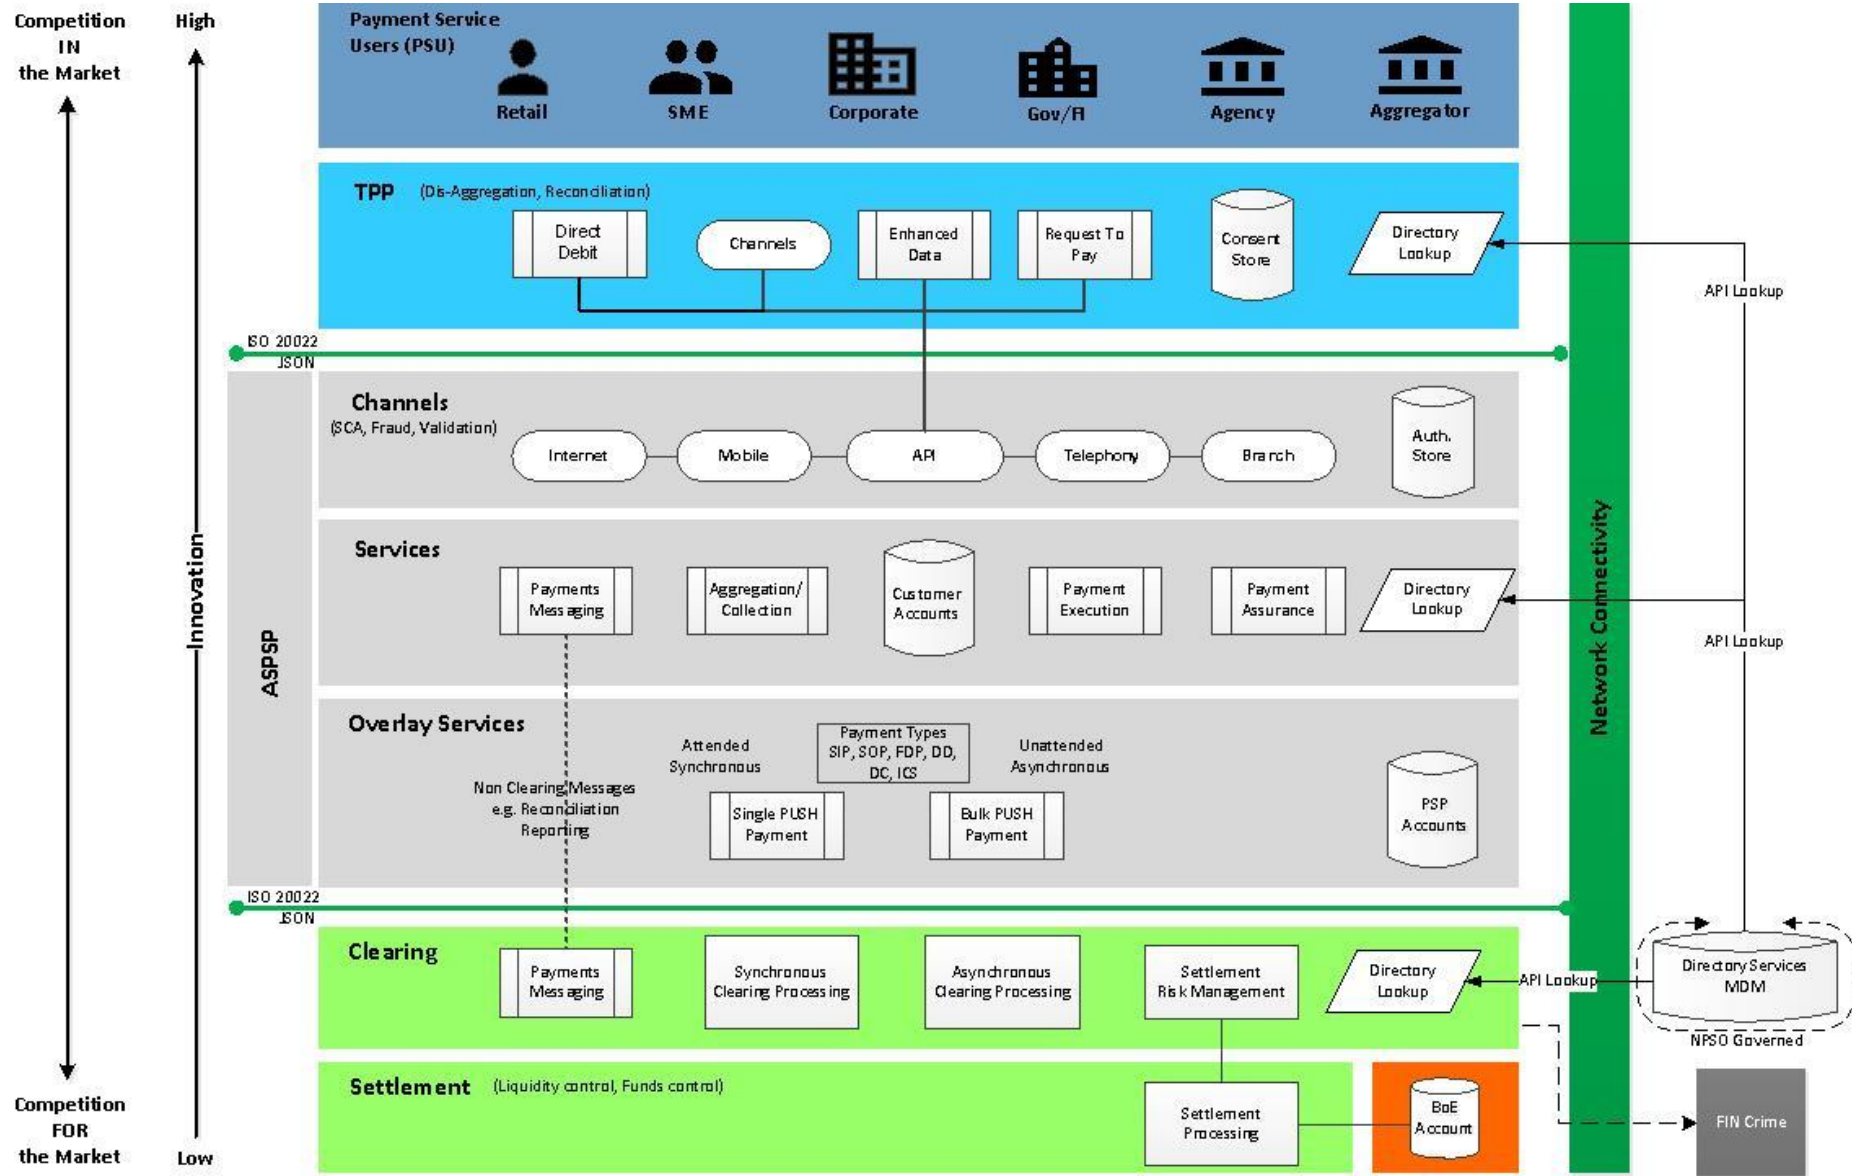 Competition
IN
the Market
High
Innovation
Competition
FOR
the Market
Low
Payment Service
Users (PSU)
Retail
SME
Corporate
Gov/FI
Agency
Aggregator
TPP
(Dis-Aggregation, Reconciliation)
Direct
Debit
Channels
Enhanced
Data
Request To
Pay
Consent
Store
Directory
Lookup
API Lookup
ISO 20022
JSON
ASPSP
Channels
(SCA, Fraud, Validation)
Internet
Mobile
API
Telephony
Branch
Auth.
Store
Services
Payments
Messaging
Aggregation/
Collection
Customer
Accounts
Payment
Execution
Payment
Assurance
Directory
Lookup
API Lookup
Network Connectivity
Overlay Services
Non Clearing Messages
e.g. Reconciliation
Reporting
Attended
Synchronous
Payment Types
SIP, SOP, FDP, DD,
DC, ICS
Unattended
Asynchronous
Single PUSH
Payment
Bulk PUSH
Payment
PSP
Accounts
ISO 20022
JSON
Clearing
Payments
Messaging
Synchronous
Clearing Processing
Asynchronous
Clearing Processing
Settlement
Risk Management
Directory
Lookup
API Lookup
Directory Services
MDM
NPSO Governed
Settlement
(Liquidity control, Funds control)
Settlement
Processing
BoE
Account
FIN Crime